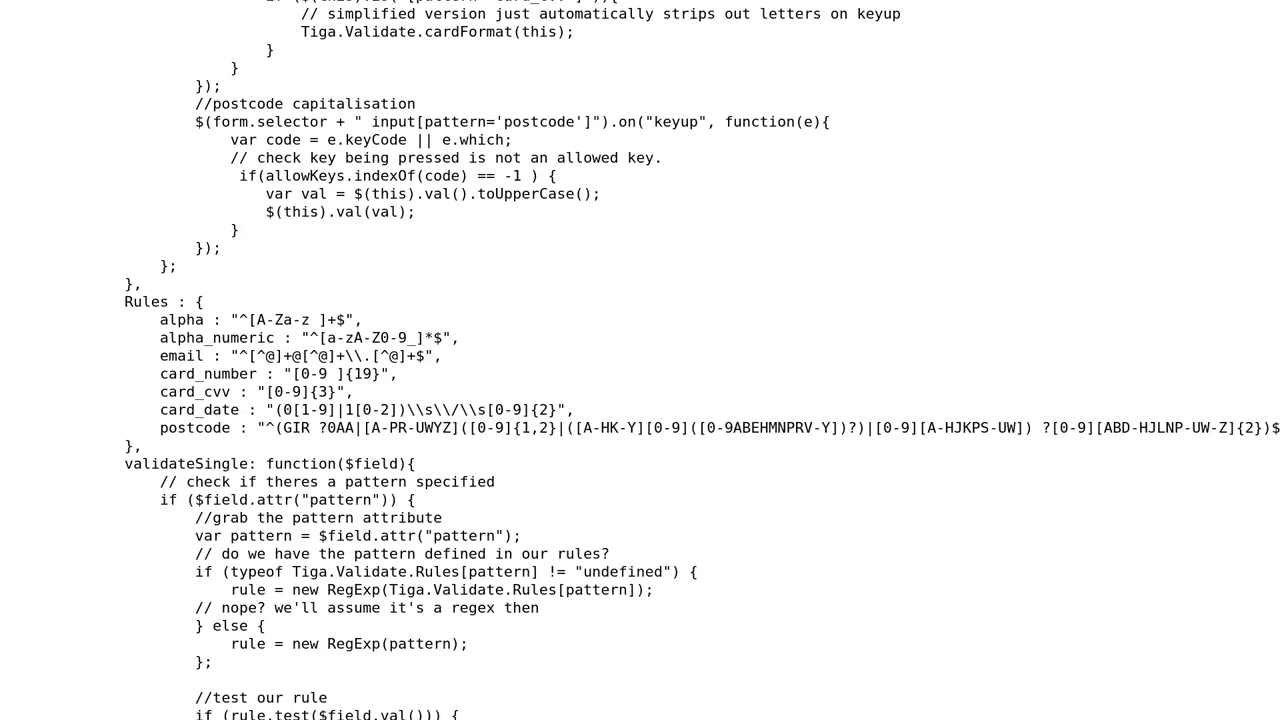 // simplified version just automatically strips out letters on keyup
Tiga.Validate.cardFormat(this);
}
}
});
//postcode capitalisation
$(form.selector + " input[pattern='postcode']").on("keyup", function(e){
var code = e.keyCode || e.which;
// check key being pressed is not an allowed key.
if(allowKeys.indexOf(code) == -1 ) {
var val = $(this).val().toUpperCase();
$(this).val(val);
}
});
};
},
Rules : {
alpha : "^[A-Za-z ]+$",
alpha_numeric : "^[a-zA-Z0-9_]*$",
email : "^[^@]+@[^@]+\\.[^@]+$",
card_number : "[0-9 ]{19}",
card_cvv : "[0-9]{3}",
card_date : "(0[1-9]|1[0-2])\\s\\/\\s[0-9]{2}",
postcode : "^(GIR ?0AA|[A-PR-UWYZ]([0-9]{1,2}|([A-HK-Y][0-9]([0-9ABEHMNPRV-Y])?)|[0-9][A-HJKPS-UW]) ?[0-9][ABD-HJLNP-UW-Z]{2})$
},
validateSingle: function($field){
// check if theres a pattern specified
if ($field.attr("pattern")) {
//grab the pattern attribute
var pattern = $field.attr("pattern");
// do we have the pattern defined in our rules?
if (typeof Tiga.Validate.Rules[pattern] != "undefined") {
rule = new RegExp(Tiga.Validate.Rules[pattern]);
// nope? we'll assume it's a regex then
} else {
rule = new RegExp(pattern);
};
//test our rule
if (rule.test($field.val())) {